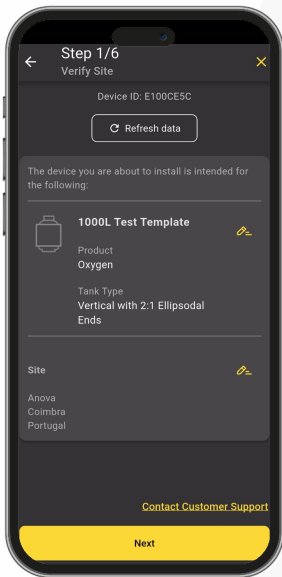 Step 1/6
Verify Site
Device ID: E100CE5C
Refresh data
The device you are about to install is intended for
the following:
1000L Test Template
Product
Oxygen
Tank Type
Vertical with 2:1 Ellipsodal
Ends
Site
Anova
Coimbra
Portugal
Contact Customer Support
Next